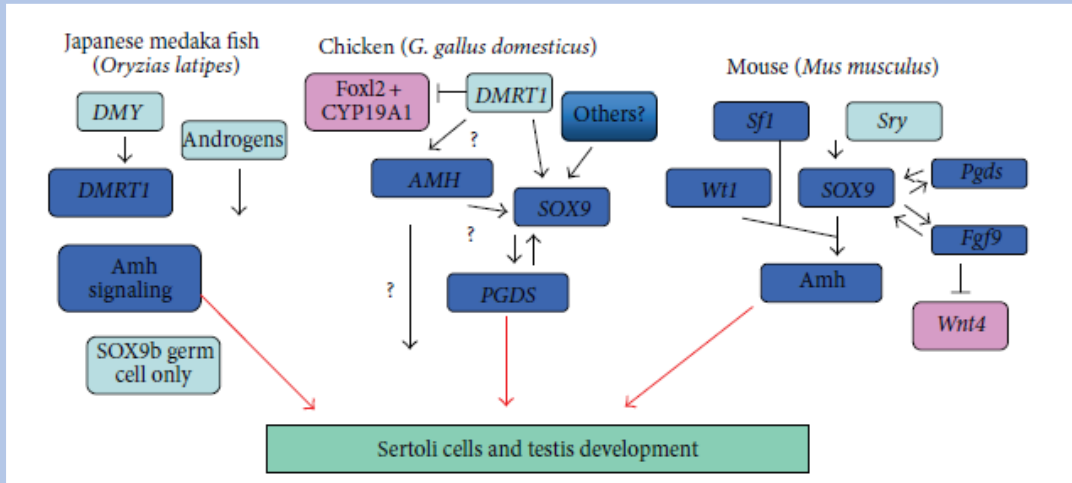 Japanese medaka fish
(Oryzias latipes)
DMY
Androgens
DMRT1
Amh
signaling
SOX9b germ
cell only
Chicken (G. gallus domesticus)
Foxl2 +
CYP19A1
DMRT1
Others?
?
AMH
SOX9
?
?
PGDS
Mouse (Mus musculus)
Sf1
Sry
Wt1
SOX9
Pgds
Fgf9
Amh
Wnt4
Sertoli cells and testis development